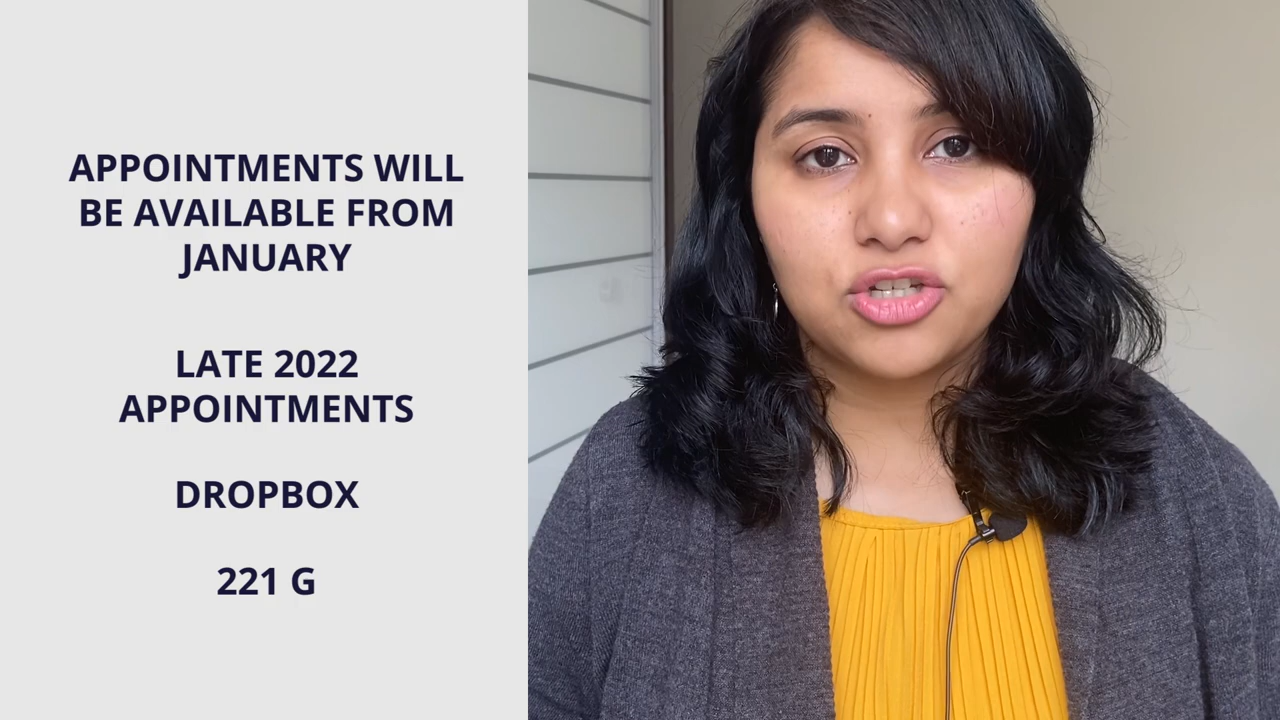 APPOINTMENTS WILL
BE AVAILABLE FROM
JANUARY
LATE 2022
APPOINTMENTS
DROPBOX
221 G